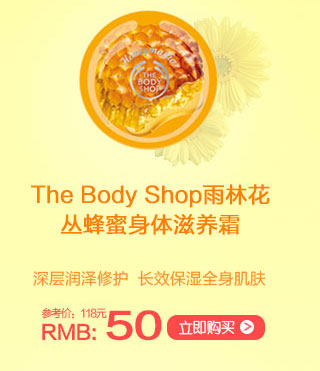 Honeymania
THE
BODY
SHOP
The Body Shop雨林花
丛蜂蜜身体滋养霜
深层润泽修护 长效保湿全身肌肤
参考价：118元
RMB: 50 立即购买